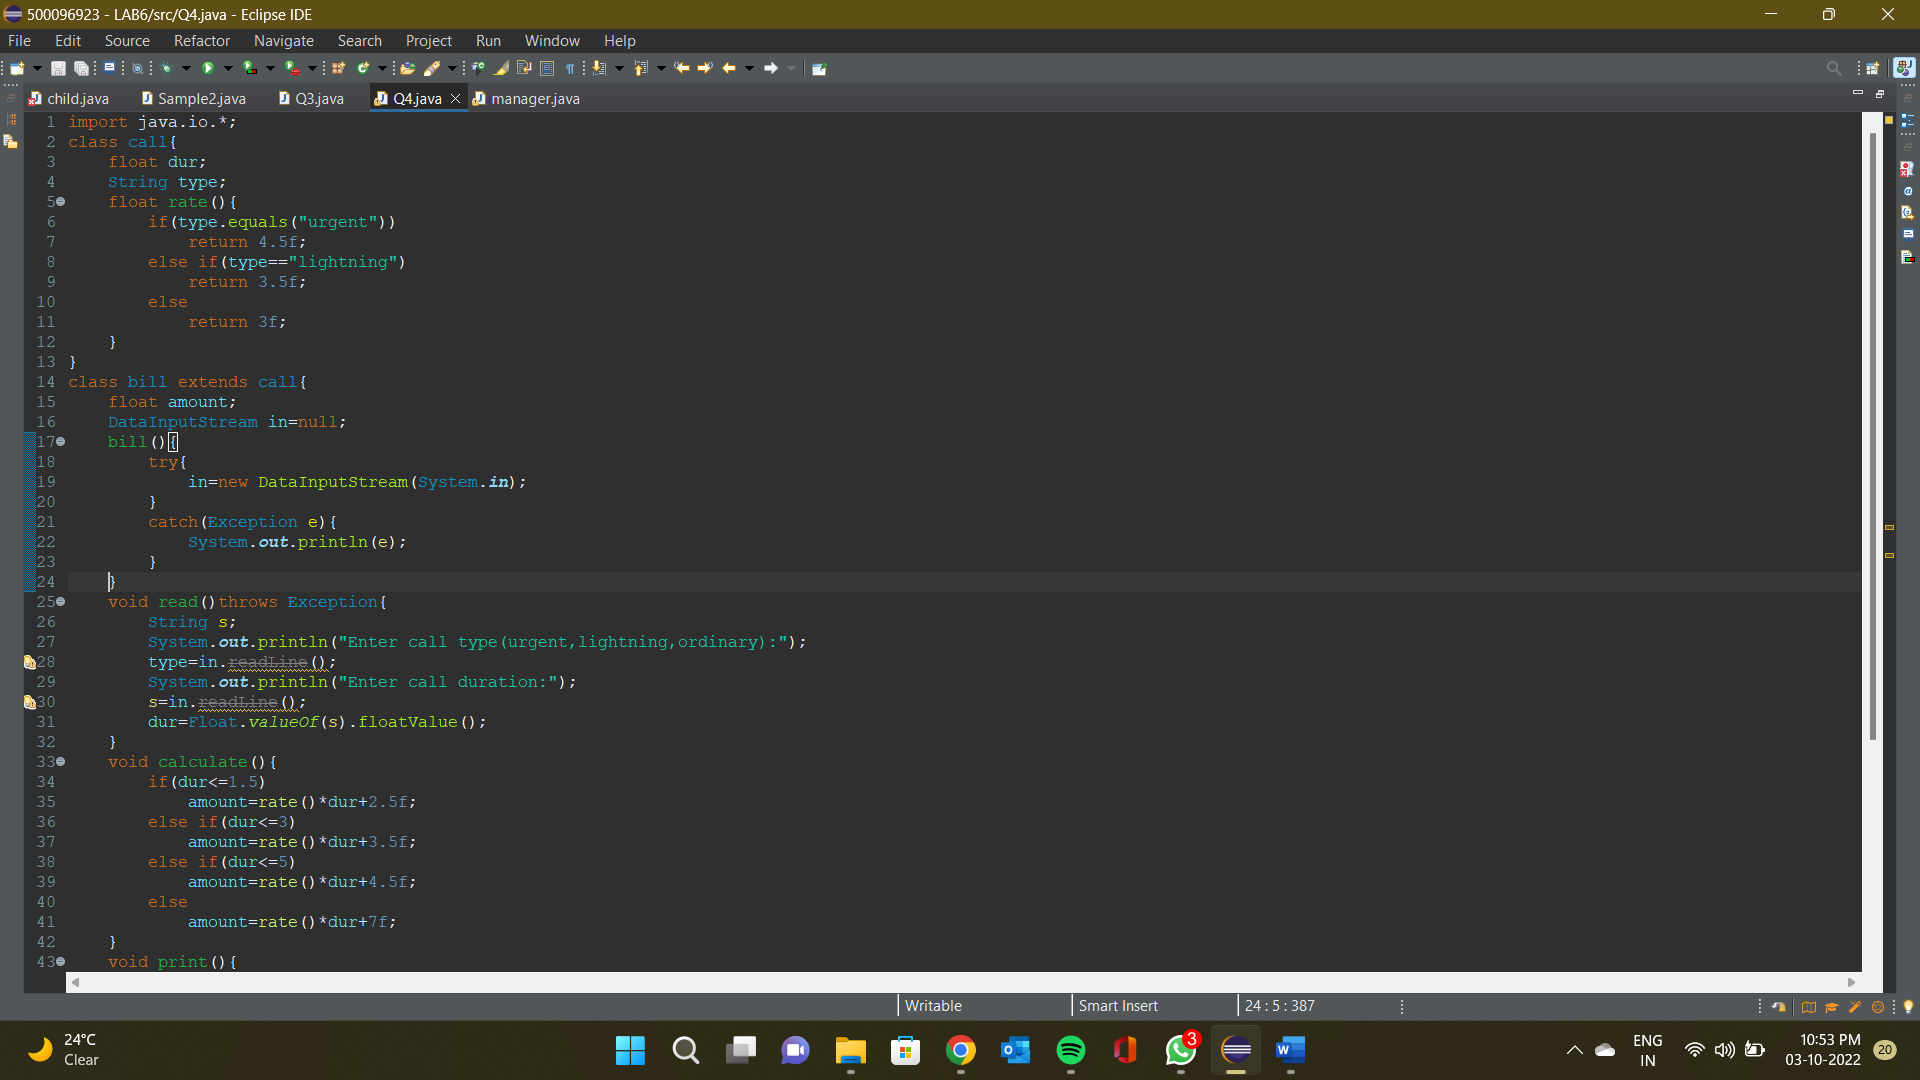 500096923 - LAB6/src/Q4.java - Eclipse IDE
File Edit Source Refactor Navigate Search Project Run Window Help
child.java Sample2.java Q3.java Q4.java manager.java
1 import java.io.*;
2 class call{
3     float dur;
4     String type;
5     float rate(){
6         if(type.equals("urgent"))
7             return 4.5f;
8         else if(type=="lightning")
9             return 3.5f;
10         else
11             return 3f;
12     }
13 }
14 class bill extends call{
15     float amount;
16     DataInputStream in=null;
17     bill(){
18         try{
19             in=new DataInputStream(System.in);
20         }
21         catch(Exception e){
22             System.out.println(e);
23         }
24     }
25     void read()throws Exception{
26         String s;
27         System.out.println("Enter call type(urgent,lightning,ordinary):");
28         type=in.readLine();
29         System.out.println("Enter call duration:");
30         s=in.readLine();
31         dur=Float.valueOf(s).floatValue();
32     }
33     void calculate(){
34         if(dur<=1.5)
35             amount=rate()*dur+2.5f;
36         else if(dur<=3)
37             amount=rate()*dur+3.5f;
38         else if(dur<=5)
39             amount=rate()*dur+4.5f;
40         else
41             amount=rate()*dur+7f;
42     }
43     void print(){
Writable Smart Insert 24 : 5 : 387
24°C
Clear
3
ENG
IN
10:53 PM
03-10-2022
20